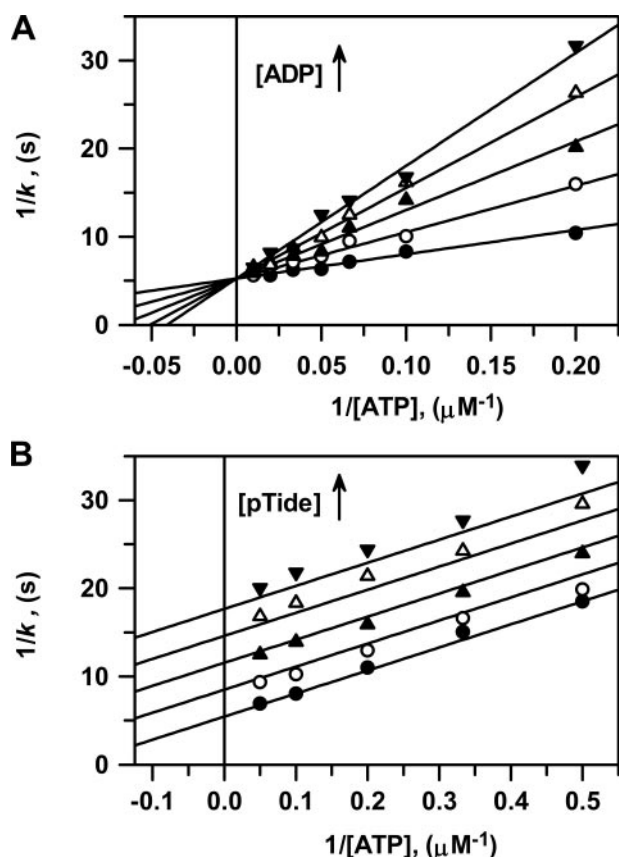 A
30
20
10
0
1/k , (s)
[ADP]
-0.05 0.00 0.05 0.10 0.15 0.20
1/[ATP], (μM⁻¹)
B
30
20
10
0
1/k , (s)
[pTide]
-0.1 0.0 0.1 0.2 0.3 0.4 0.5
1/[ATP], (μM⁻¹)